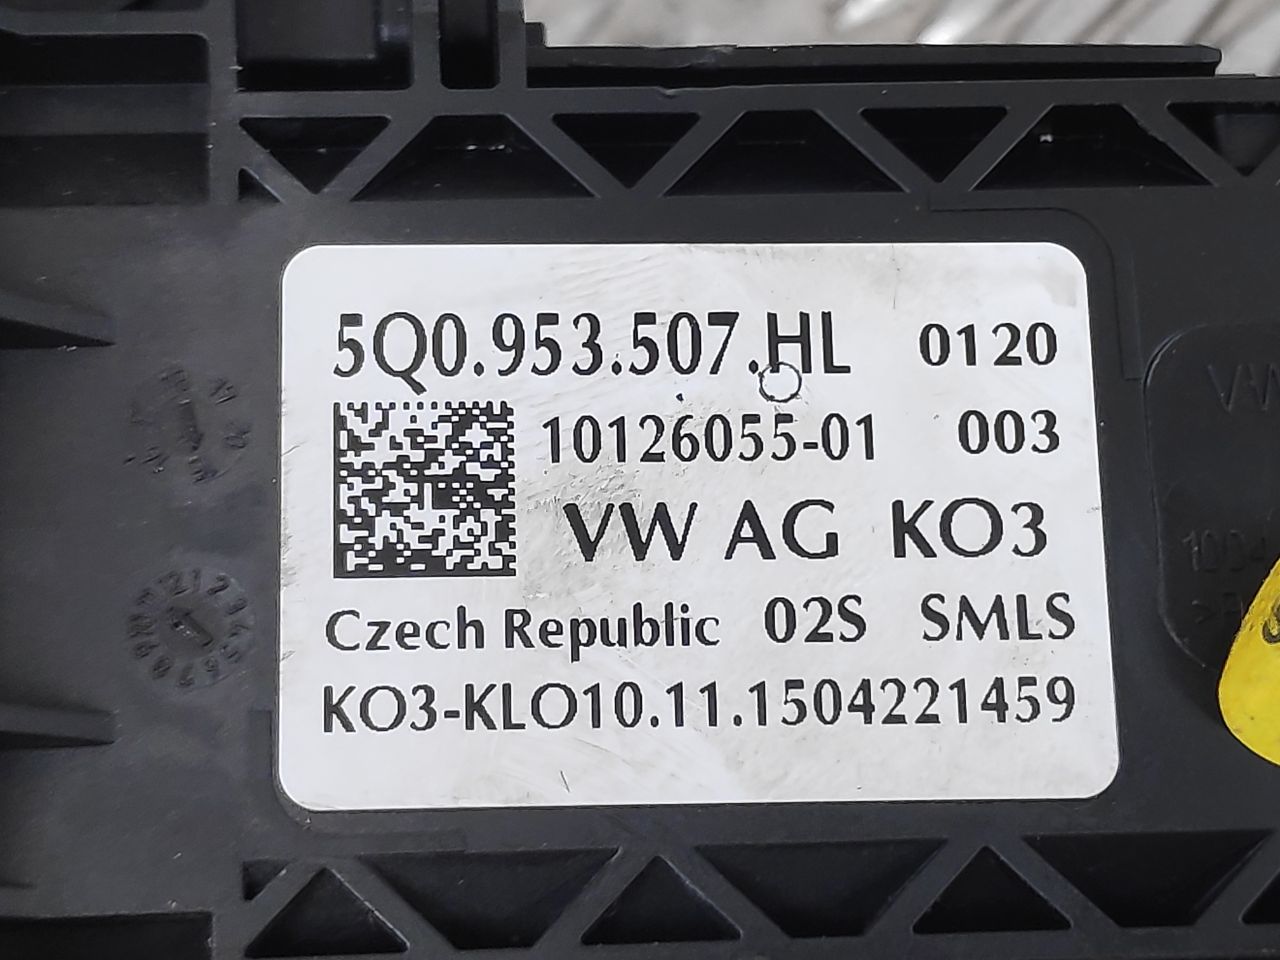 5Q0.953.507.HL 0120
10126055-01 003
VW AG KO3
Czech Republic 02S SMLS
KO3-KLO10.11.1504221459